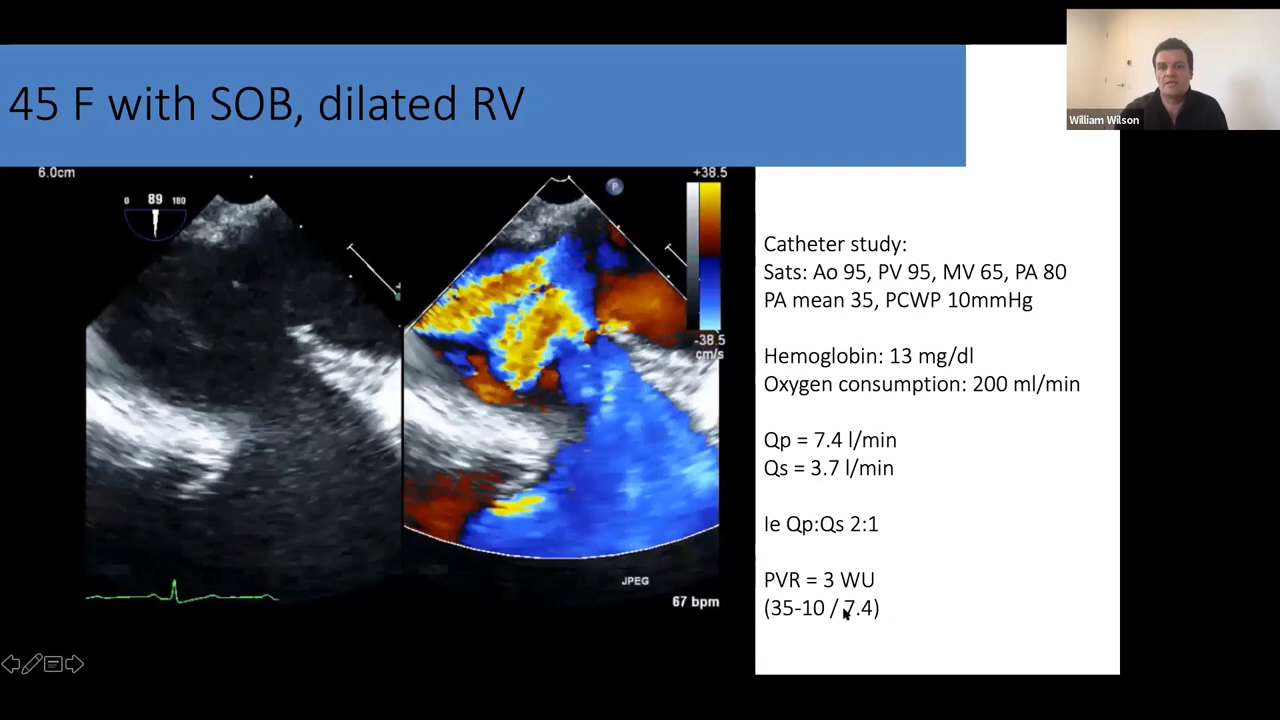 45 F with SOB, dilated RV
William Wilson
6.0cm
0 89 180
P
+38.5
-38.5
cm/s
JPEG
67 bpm
Catheter study:
Sats: Ao 95, PV 95, MV 65, PA 80
PA mean 35, PCWP 10mmHg
Hemoglobin: 13 mg/dl
Oxygen consumption: 200 ml/min
Qp = 7.4 l/min
Qs = 3.7 l/min
Ie Qp:Qs 2:1
PVR = 3 WU
(35-10 / 7.4)